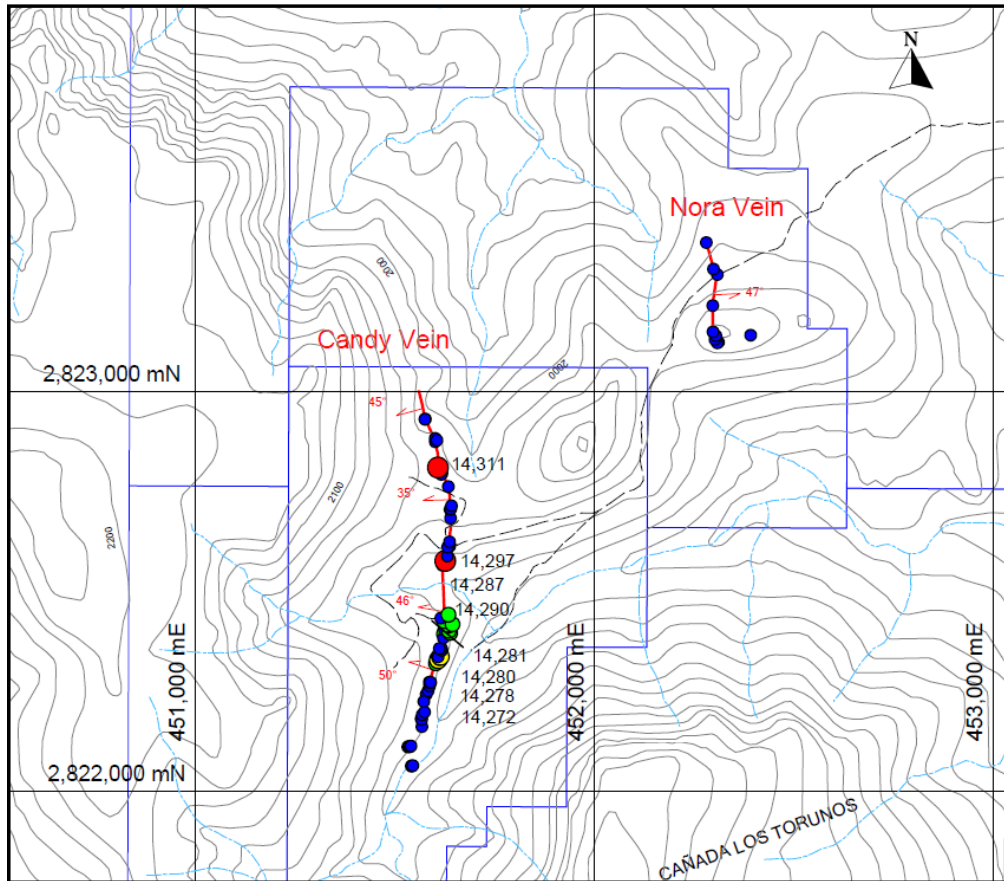 N
Nora Vein
2000
47°
Candy Vein
2,823,000 mN
2000
45°
14,311
2100
35°
2200
14,297
14,287
46°
14,290
451,000 mE
452,000 mE
453,000 mE
14,281
50°
14,280
14,278
14,272
2,822,000 mN
CAÑADA LOS TORUNOS